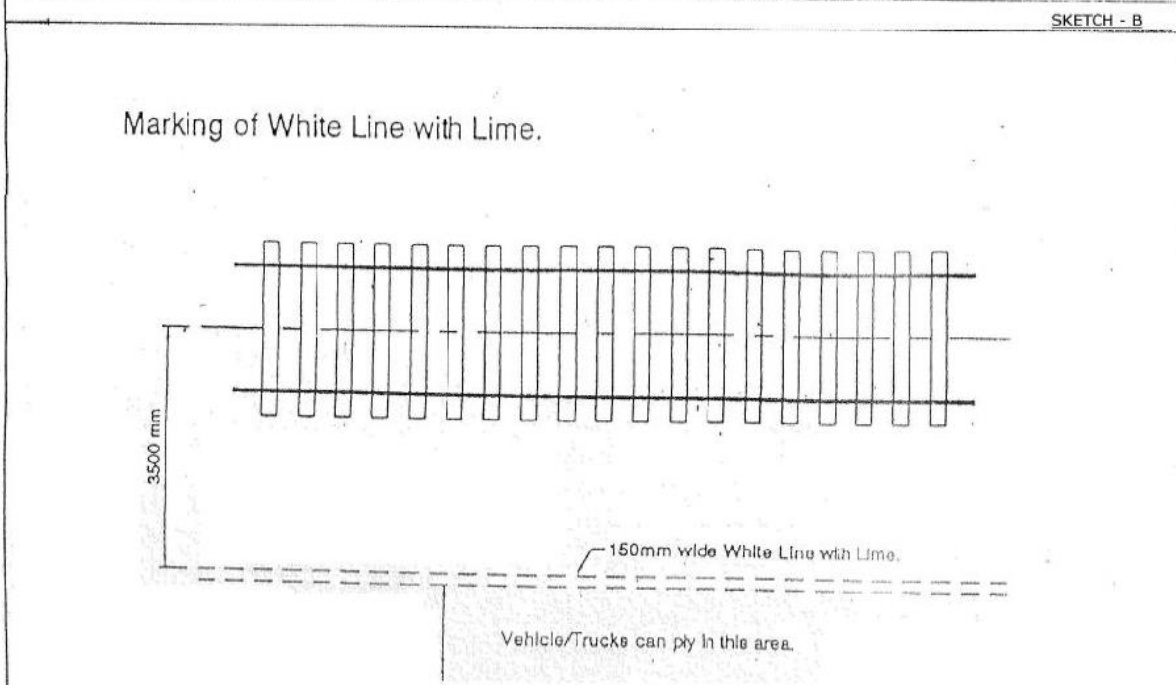 SKETCH - B
Marking of White Line with Lime.
3500 mm
150mm wide White Line with Lime.
Vehicle/Trucks can ply in this area.